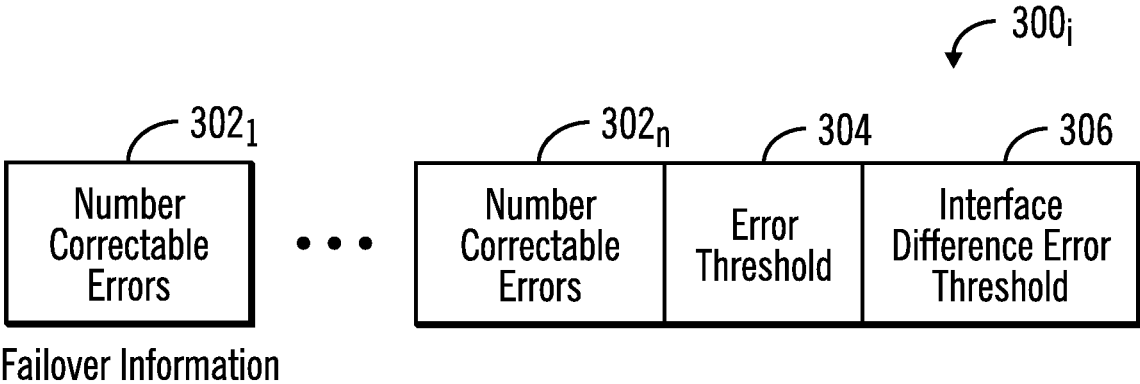 300i
3021
302n
304
306
Number
Correctable
Errors
Number
Correctable
Errors
Error
Threshold
Interface
Difference Error
Threshold
Failover Information